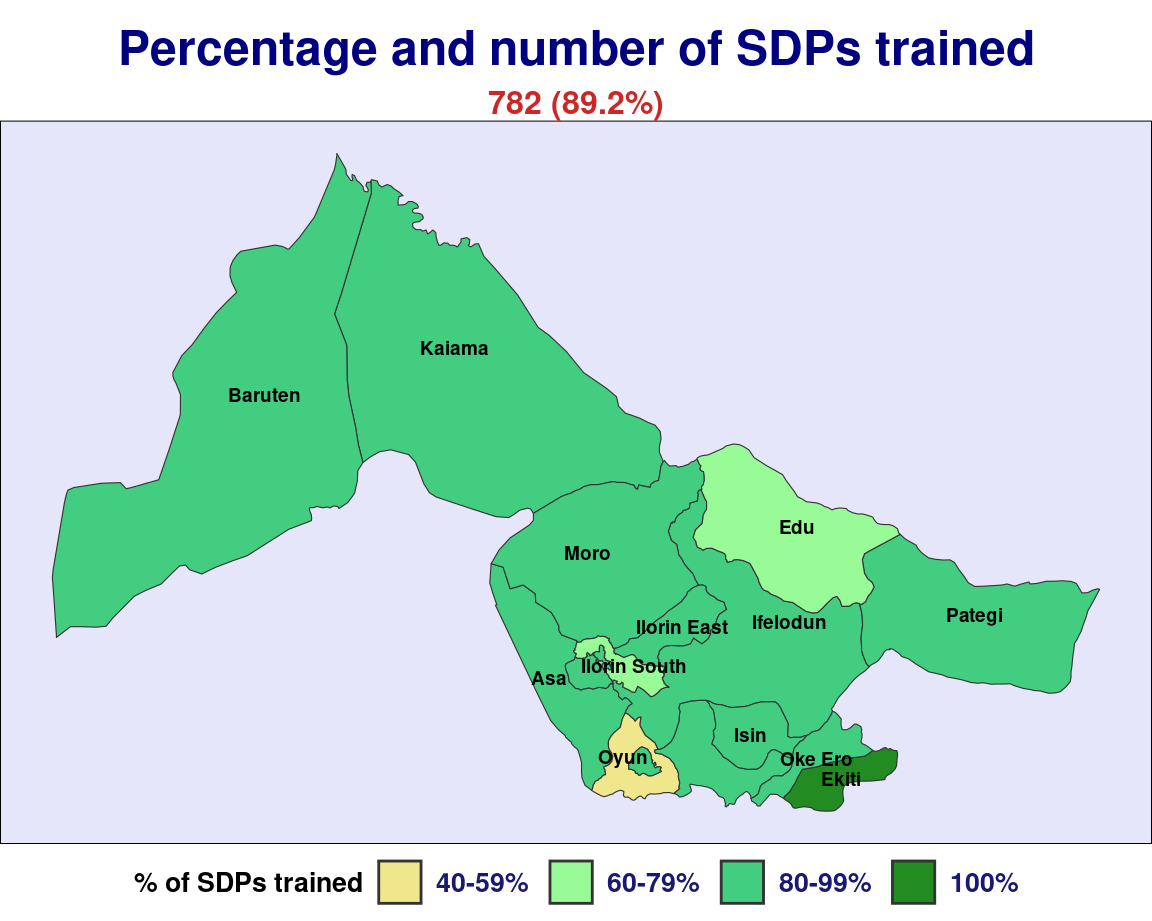 Percentage and number of SDPs trained
782 (89.2%)
Kaiama
Baruten
Edu
Moro
Pategi
Ifelodun
Ilorin East
Ilorin South
Asa
Isin
Oyun
Oke Ero
Ekiti
% of SDPs trained 40-59% 60-79% 80-99% 100%